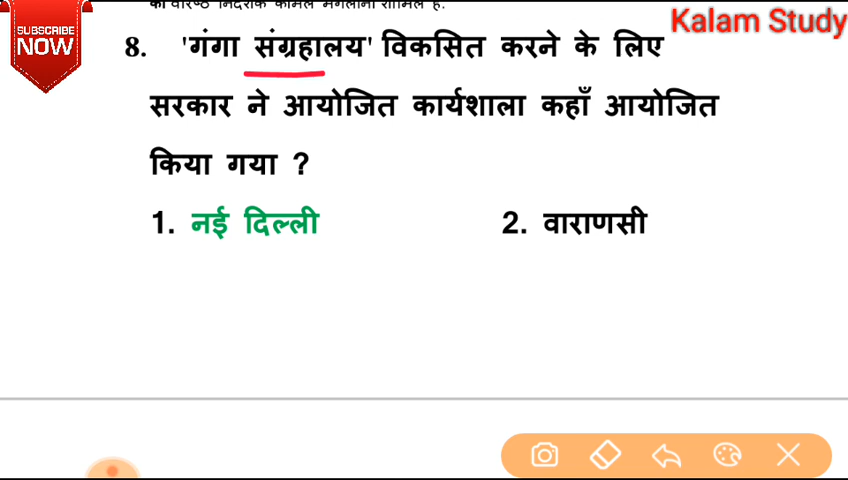 SUBSCRIBE
NOW
Kalam Study
8. 'गंगा संग्रहालय' विकसित करने के लिए
सरकार ने आयोजित कार्यशाला कहाँ आयोजित
किया गया ?
1. नई दिल्ली 2. वाराणसी